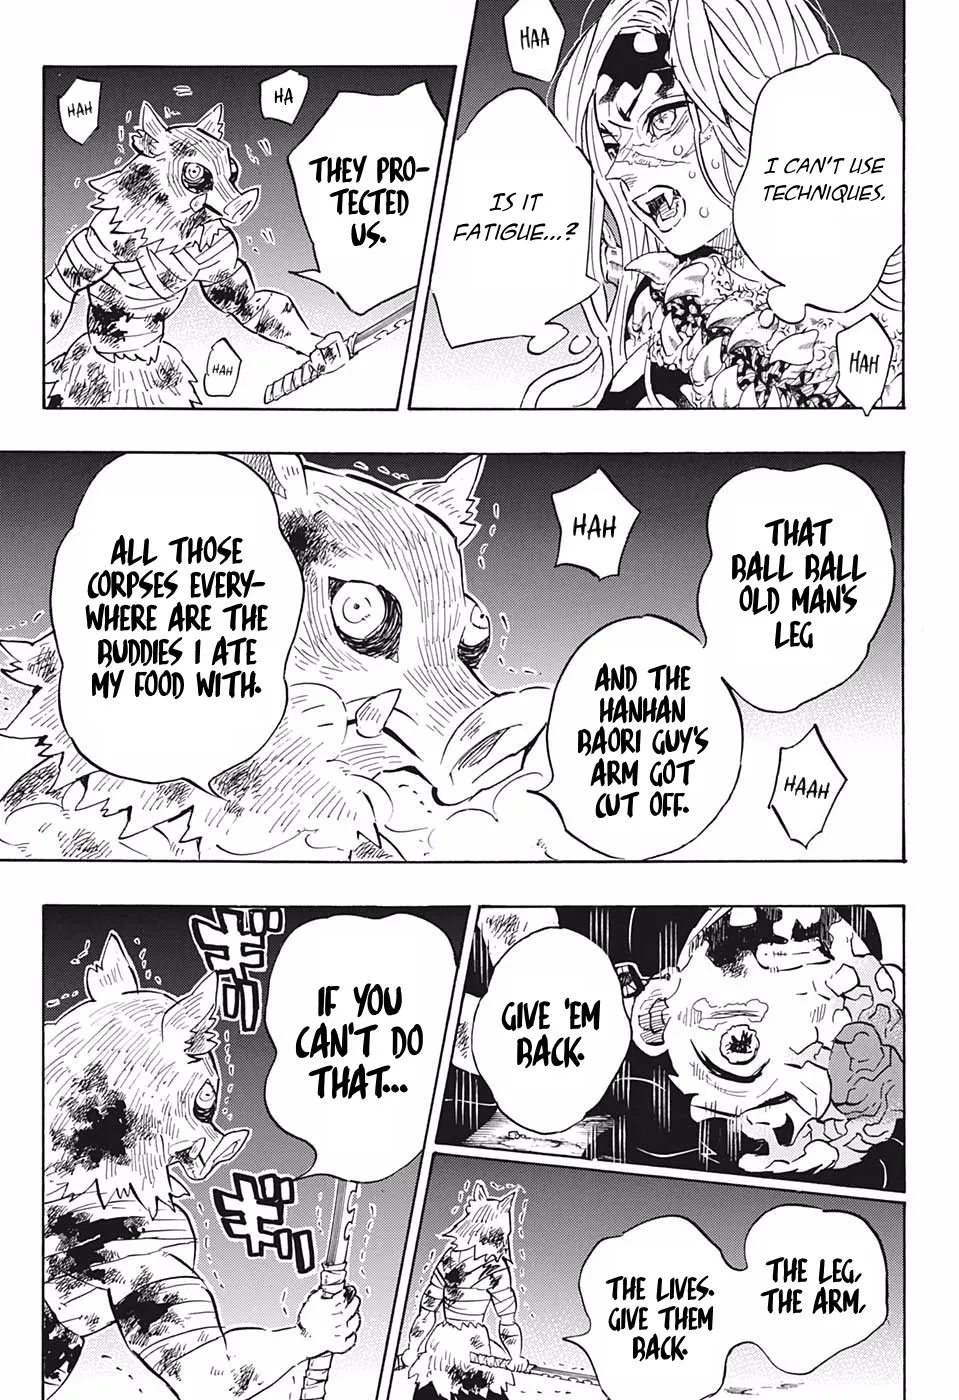 HAA
I CAN'T USE
TECHNIQUES.
IS IT
FATIGUE...?
HAH
THEY PRO-
TECTED
US.
HA
HAH
HAH
THAT
BALL BALL
OLD MAN'S
LEG
HAH
AND THE
HANHAN
BAORI GUY'S
ARM GOT
CUT OFF.
HAAH
ALL THOSE
CORPSES EVERY-
WHERE ARE THE
BUDDIES I ATE
MY FOOD WITH.
GIVE 'EM
BACK.
THE LEG,
THE ARM,
THE LIVES.
GIVE THEM
BACK.
IF YOU
CAN'T DO
THAT...
ギ
ギ